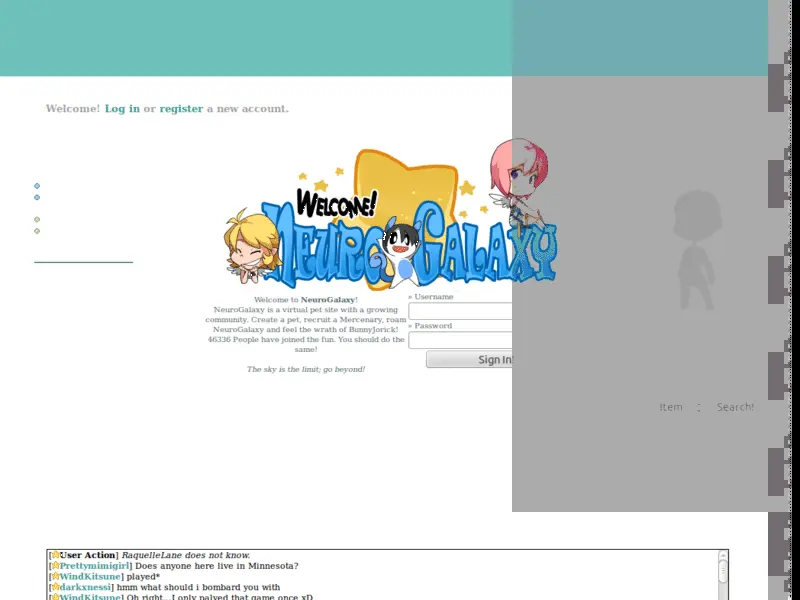 Welcome! Log in or register a new account.
WELCOME!
NEURO GALAXY
Welcome to NeuroGalaxy!
NeuroGalaxy is a virtual pet site with a growing
community. Create a pet, recruit a Mercenary, roam
NeuroGalaxy and feel the wrath of BunnyJorick!
46336 People have joined the fun. You should do the
same!
The sky is the limit; go beyond!
» Username
» Password
Sign In!
Item : Search!
[User Action] RaquelleLane does not know.
[Prettymimigirl] Does anyone here live in Minnesota?
[WindKitsune] played*
[darkxnessi] hmm what should i bombard you with
[WindKitsune] Oh right...I only palyed that game once xD